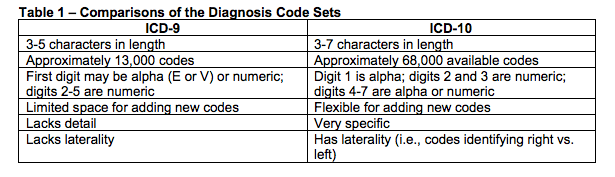 Table 1 – Comparisons of the Diagnosis Code Sets
ICD-9 ICD-10
3-5 characters in length 3-7 characters in length
Approximately 13,000 codes Approximately 68,000 available codes
First digit may be alpha (E or V) or numeric; Digit 1 is alpha; digits 2 and 3 are numeric;
digits 2-5 are numeric digits 4-7 are alpha or numeric
Limited space for adding new codes Flexible for adding new codes
Lacks detail Very specific
Lacks laterality Has laterality (i.e., codes identifying right vs.
left)